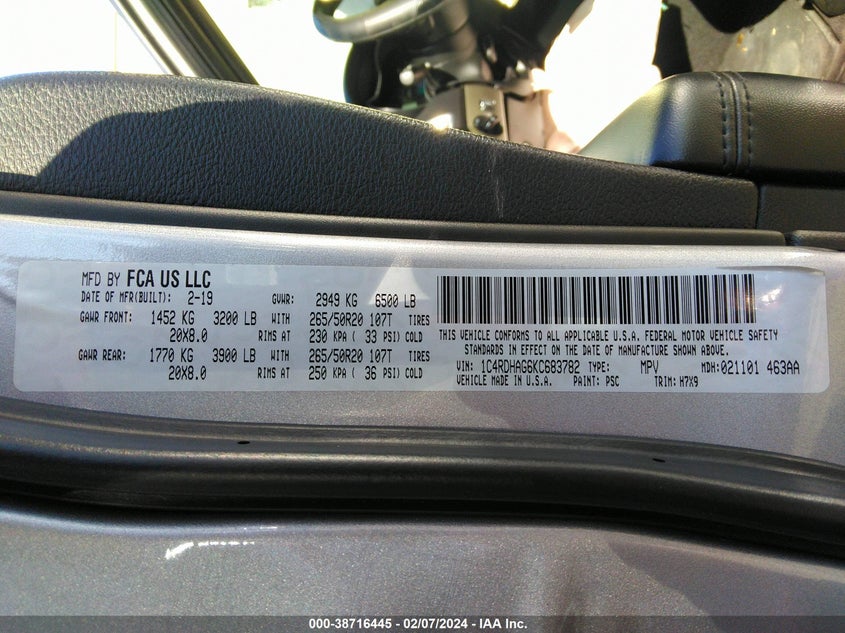 MFD BY FCA US LLC
DATE OF MFR(BUILT): 2-19 GVWR: 2949 KG 6500 LB
GAWR FRONT: 1452 KG 3200 LB WITH 265/50R20 107T TIRES
20X8.0 RIMS AT 230 KPA ( 33 PSI) COLD
GAWR REAR: 1770 KG 3900 LB WITH 265/50R20 107T TIRES
20X8.0 RIMS AT 250 KPA ( 36 PSI) COLD
THIS VEHICLE CONFORMS TO ALL APPLICABLE U.S.A. FEDERAL MOTOR VEHICLE SAFETY
STANDARDS IN EFFECT ON THE DATE OF MANUFACTURE SHOWN ABOVE.
VIN: 1C4RDHAG6KC683782 TYPE: MPV MDH:021101 463AA
VEHICLE MADE IN U.S.A. PAINT: PSC TRIM: H7X9
000-38716445 — 02/07/2024 — IAA Inc.